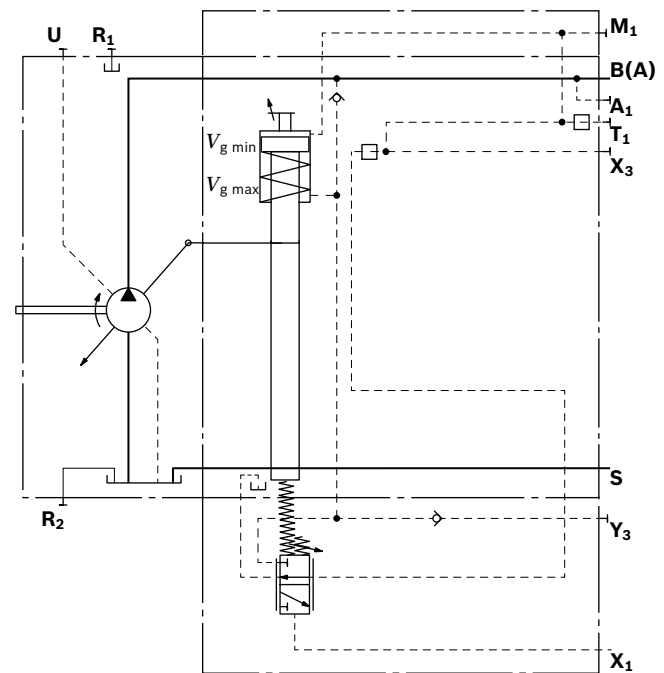 U
R₁
M₁
B(A)
A₁
T₁
X₃
V_g min
V_g max
S
R₂
Y₃
X₁